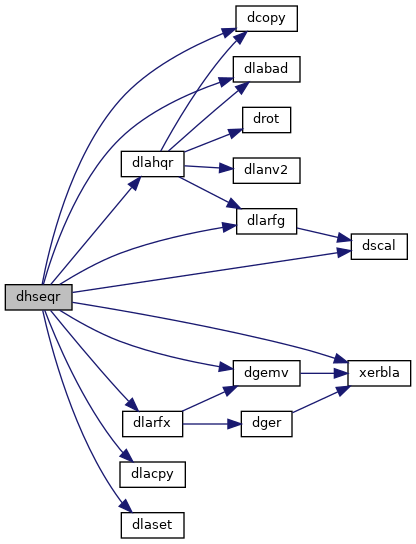 dcopy
dlabad
drot
dlahqr
dlanv2
dlarfg
dscal
dhseqr
dgemv
xerbla
dlarfx
dger
dlacpy
dlaset